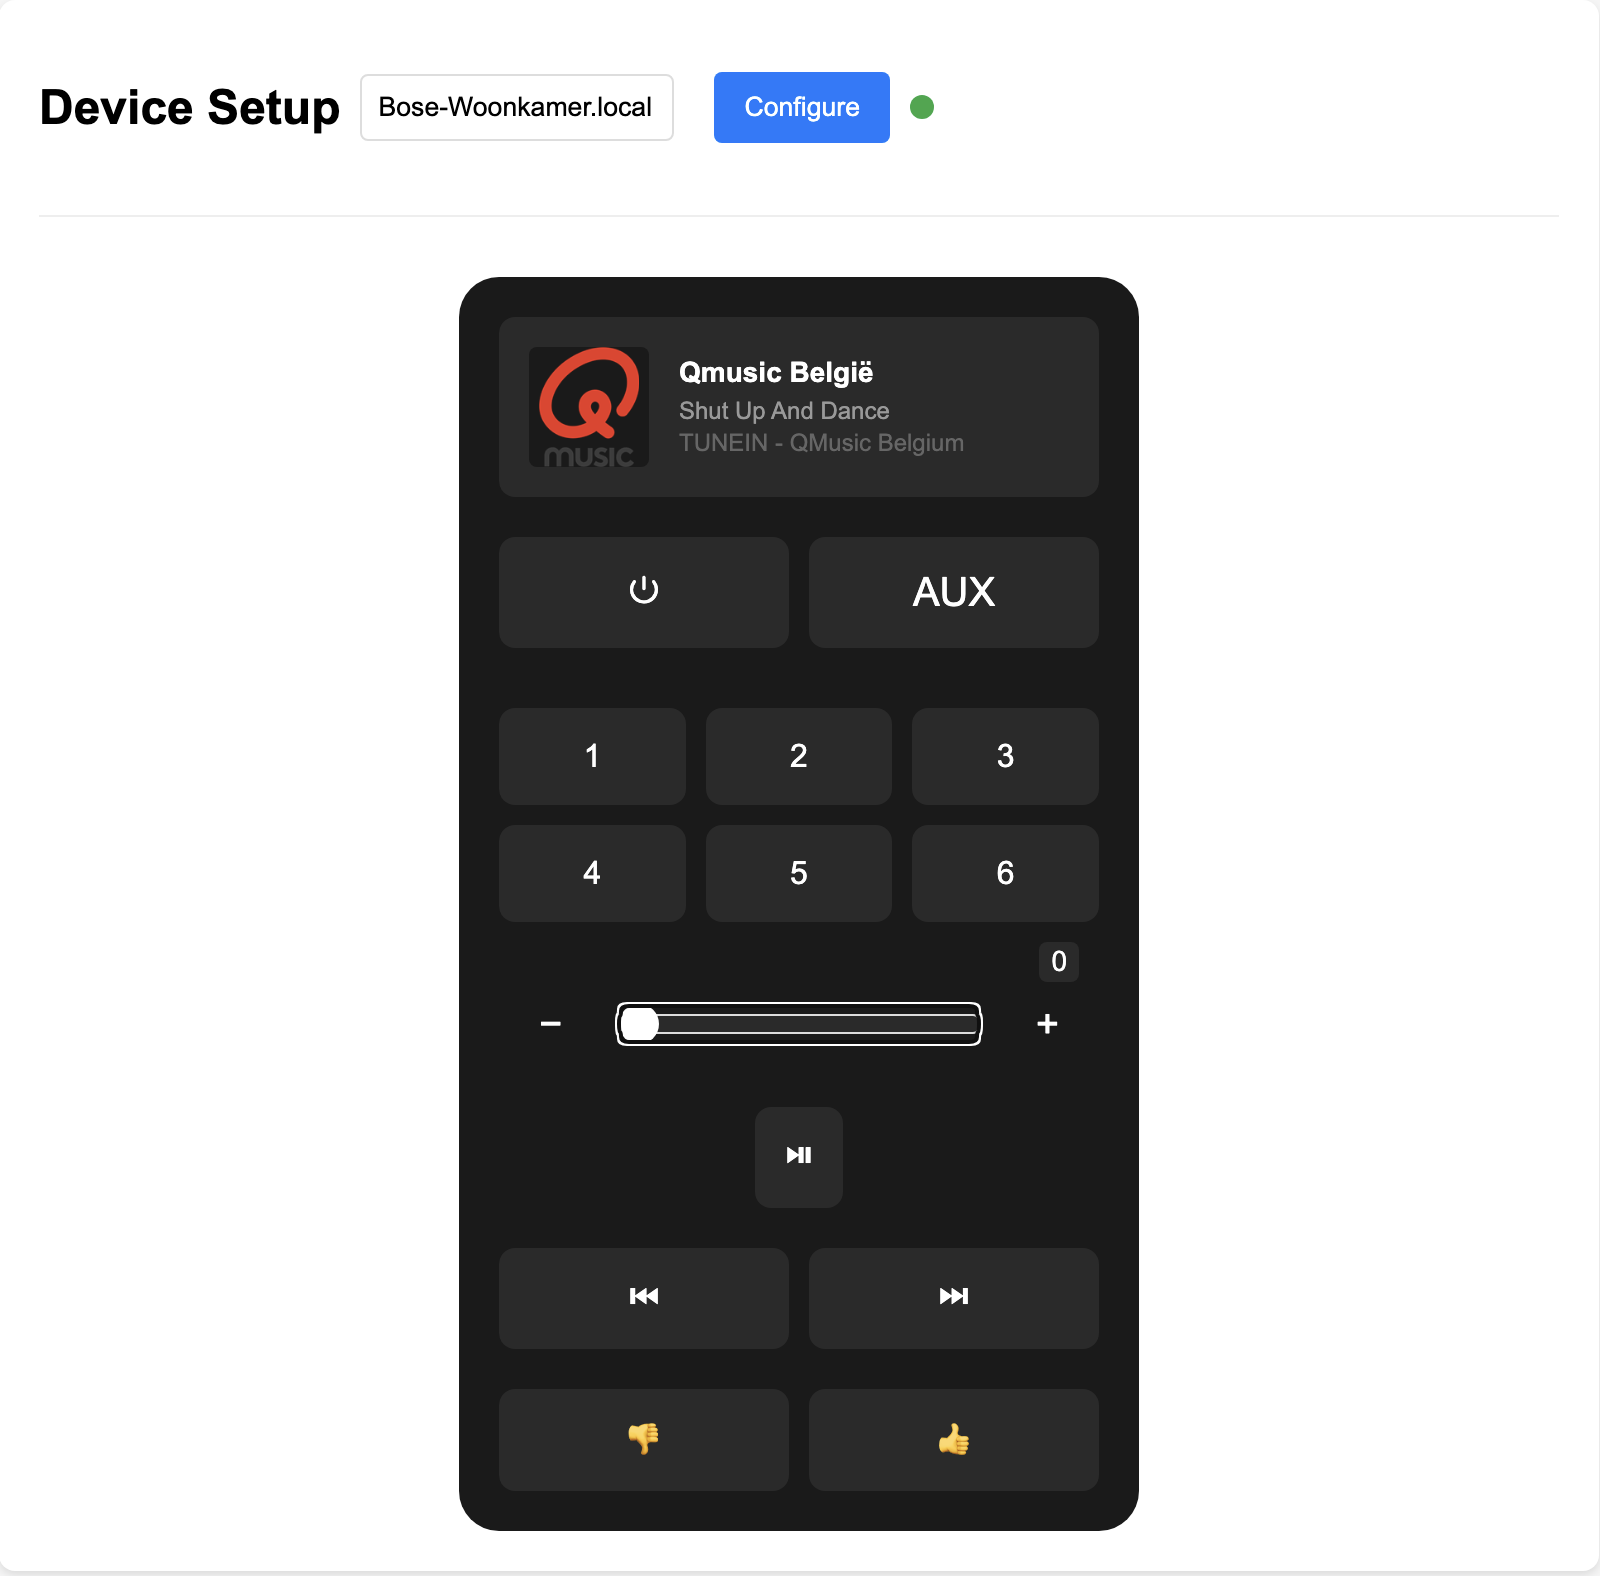 Device Setup
Bose-Woonkamer.local
Configure
music
Qmusic België
Shut Up And Dance
TUNEIN - QMusic Belgium
AUX
1
2
3
4
5
6
0